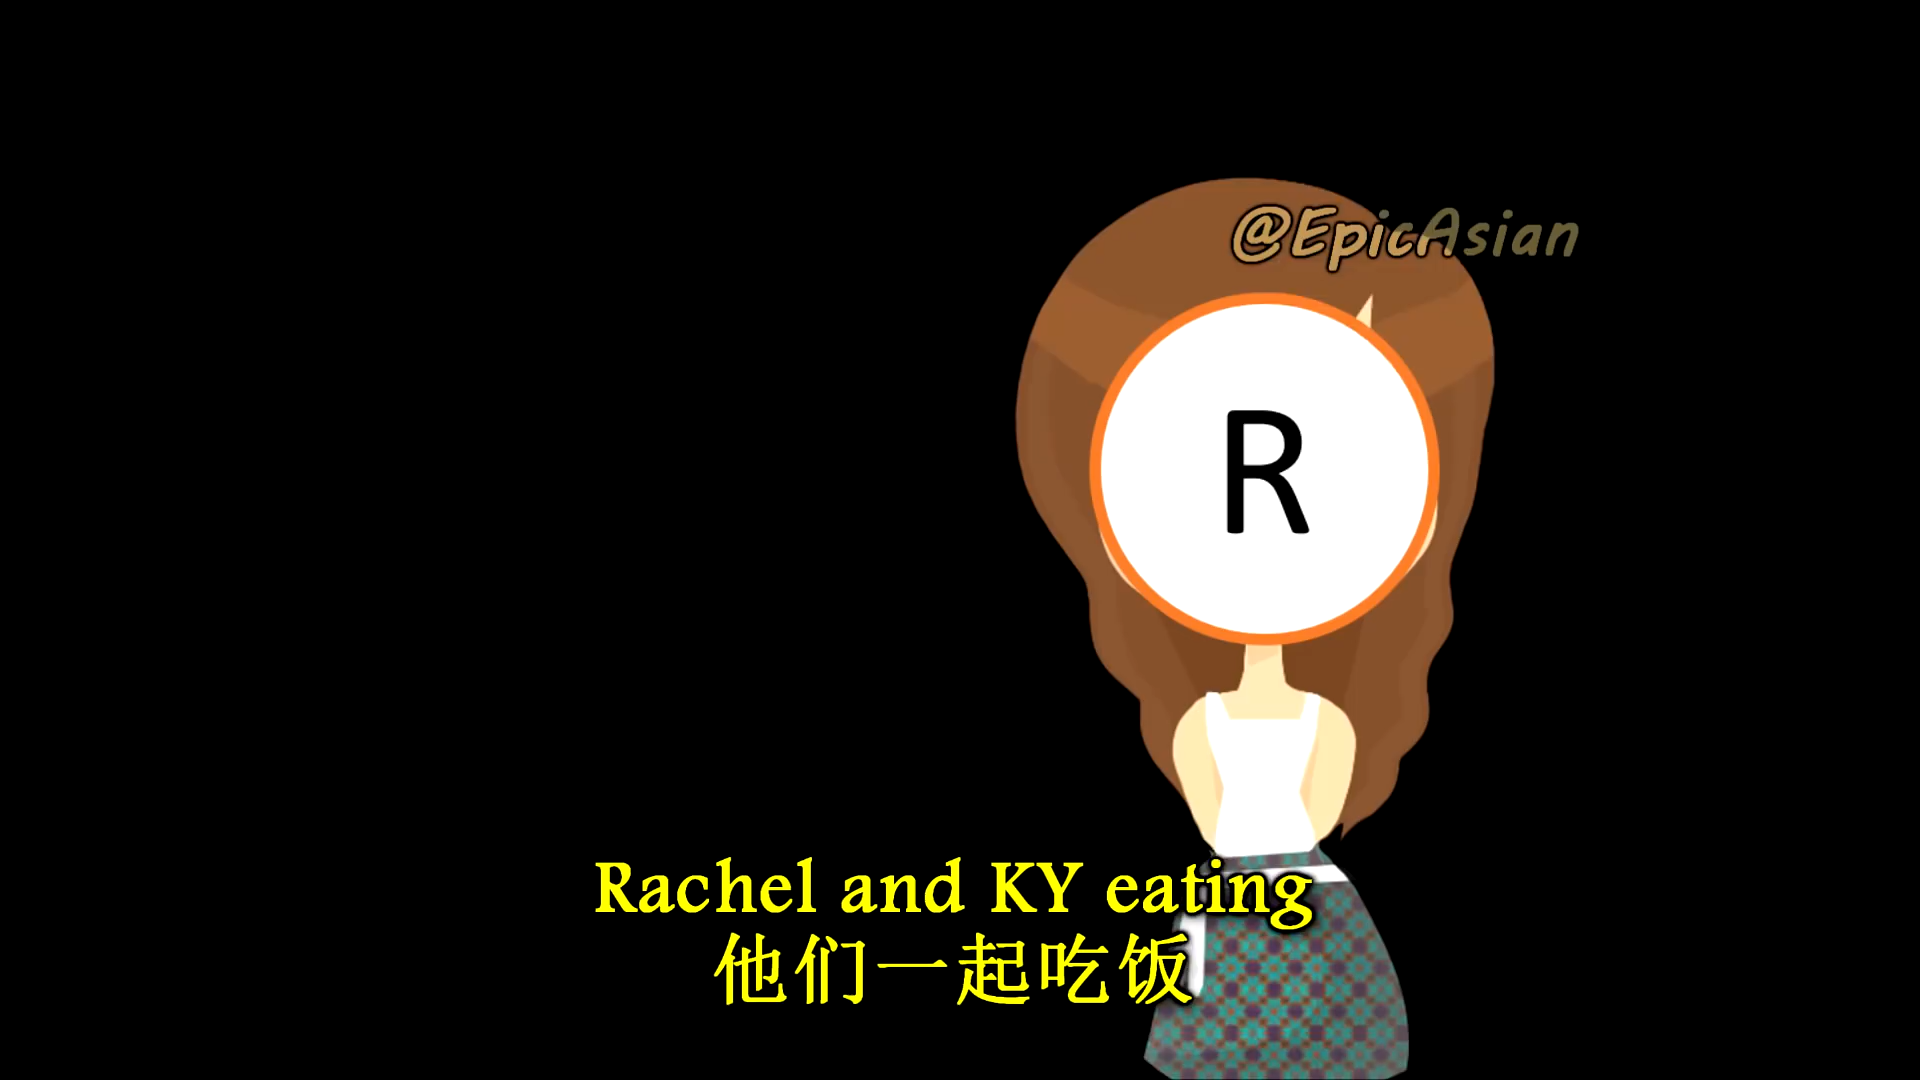 @EpicAsian
R
Rachel and KY eating
他们一起吃饭